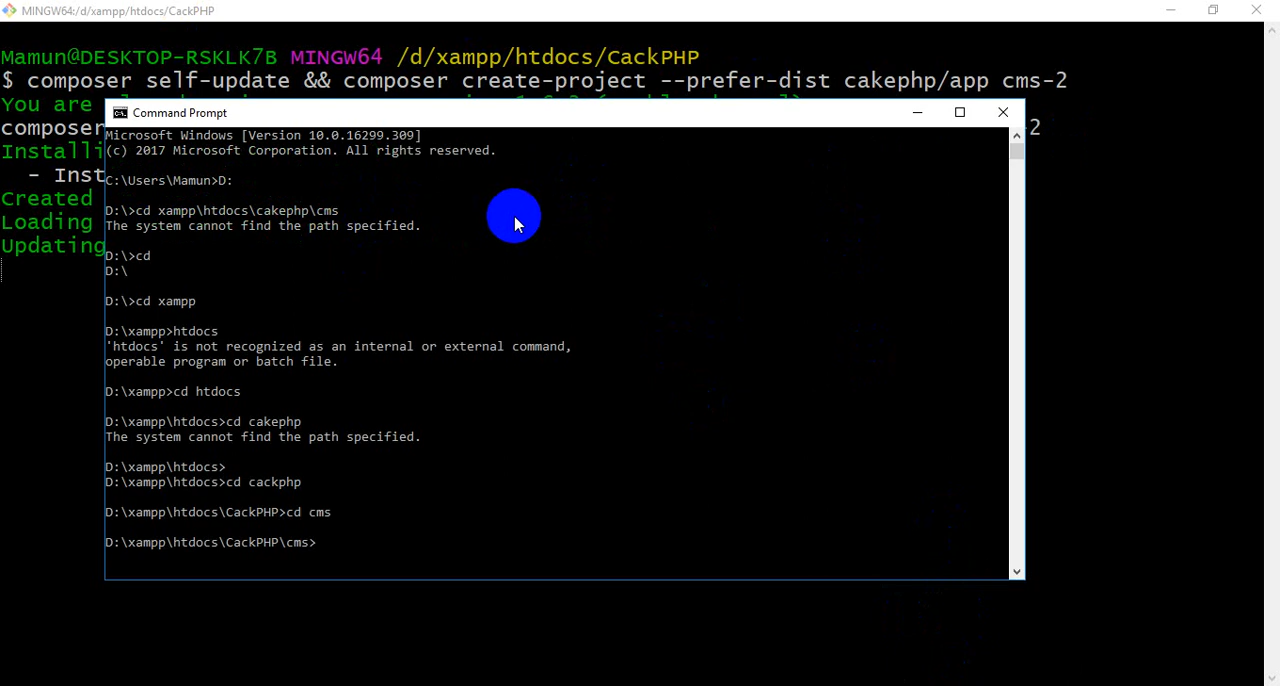 MINGW64:/d/xampp/htdocs/CackPHP
Mamun@DESKTOP-RSKLK7B MINGW64 /d/xampp/htdocs/CackPHP
$ composer self-update && composer create-project --prefer-dist cakephp/app cms-2
You are
composer 2
Installi
- Inst
Created
Loading
Updating
Command Prompt
Microsoft Windows [Version 10.0.16299.309]
(c) 2017 Microsoft Corporation. All rights reserved.
C:\Users\Mamun>D:
D:\>cd xampp\htdocs\cakephp\cms
The system cannot find the path specified.
D:\>cd
D:\
D:\>cd xampp
D:\xampp>htdocs
'htdocs' is not recognized as an internal or external command,
operable program or batch file.
D:\xampp>cd htdocs
D:\xampp\htdocs>cd cakephp
The system cannot find the path specified.
D:\xampp\htdocs>
D:\xampp\htdocs>cd cackphp
D:\xampp\htdocs\CackPHP>cd cms
D:\xampp\htdocs\CackPHP\cms>